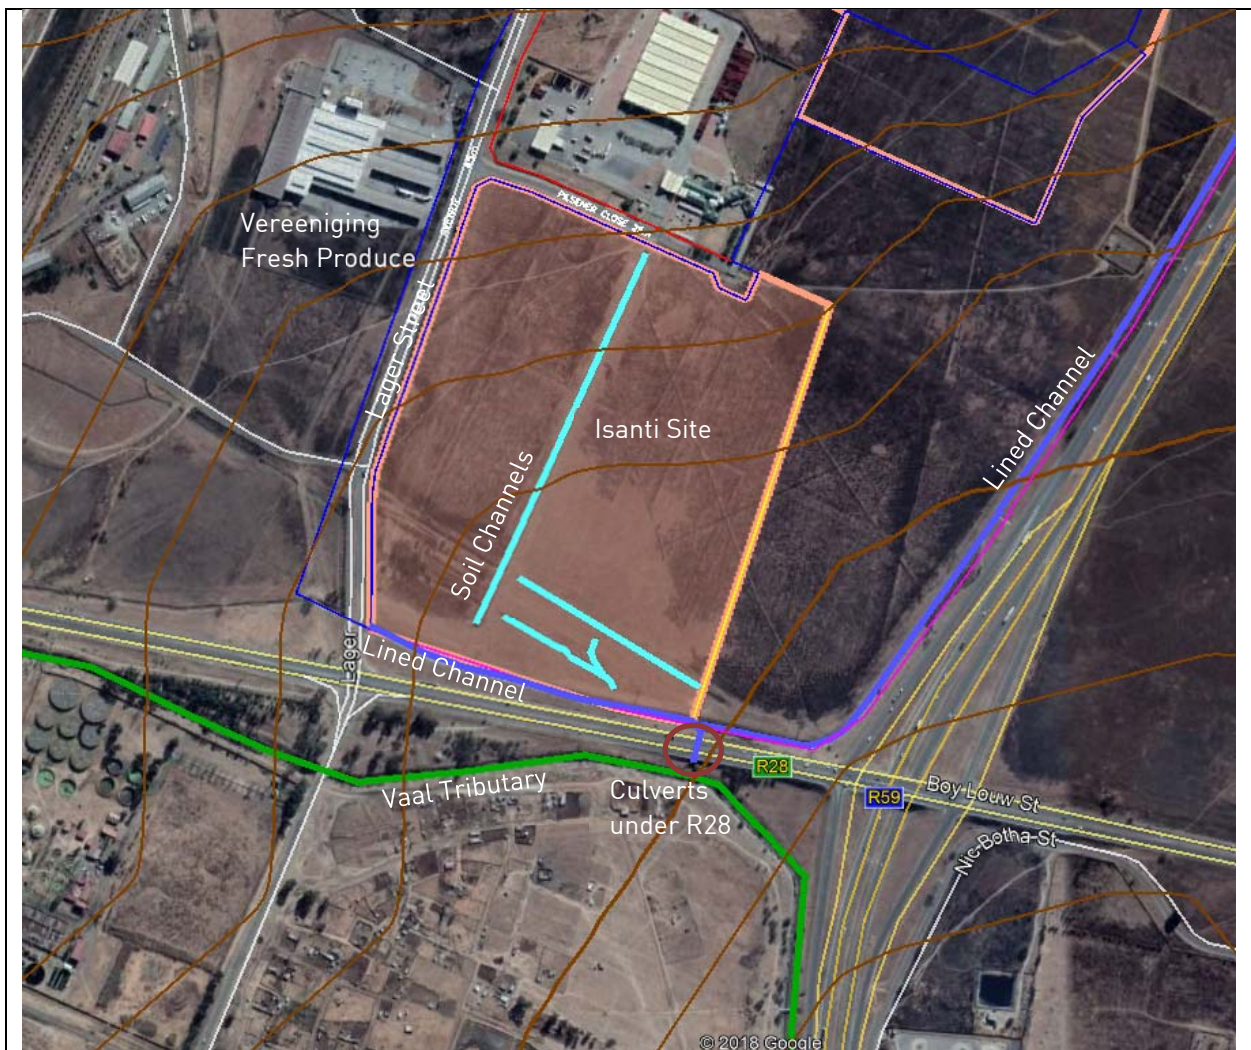 PILSENER CLOSE
Vereeniging
Fresh Produce
Lager Street
Isanti Site
Lined Channel
Soil Channels
Lager
Lined Channel
R28
R59
Boy Louw St
Nic Botha St
Vaal Tributary
Culverts
under R28
© 2018 Google